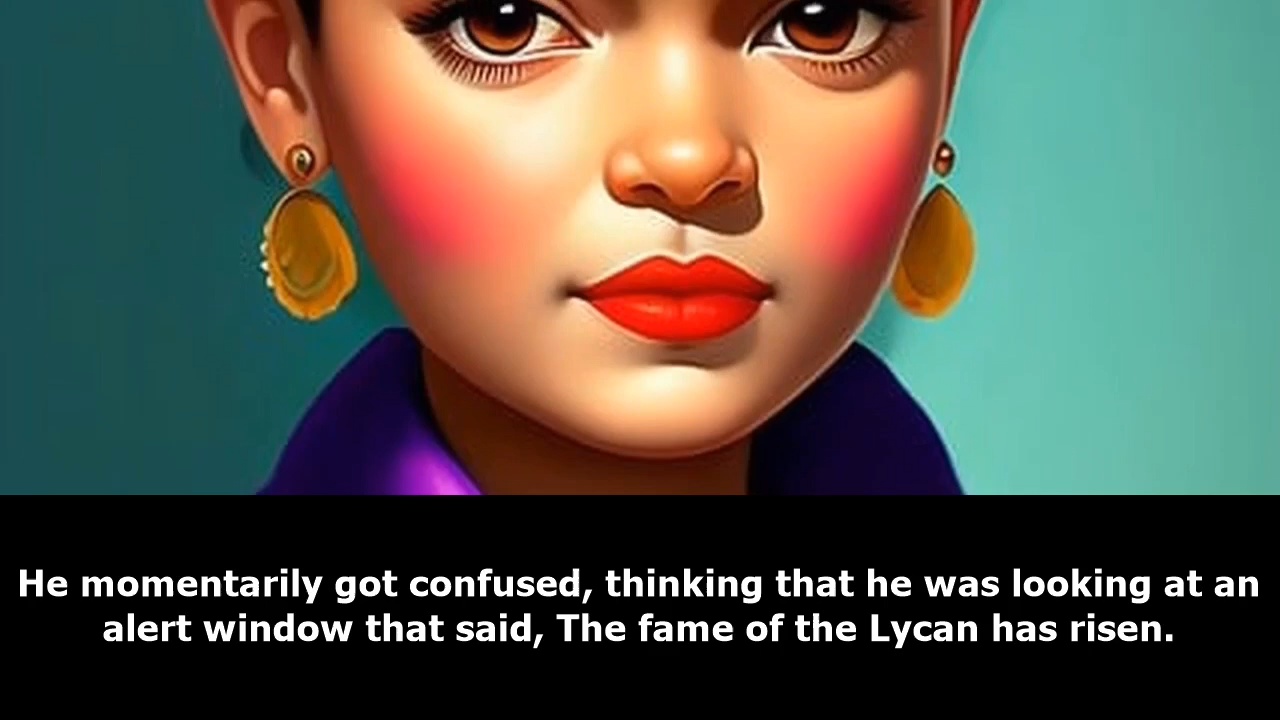 He momentarily got confused, thinking that he was looking at an
alert window that said, The fame of the Lycan has risen.